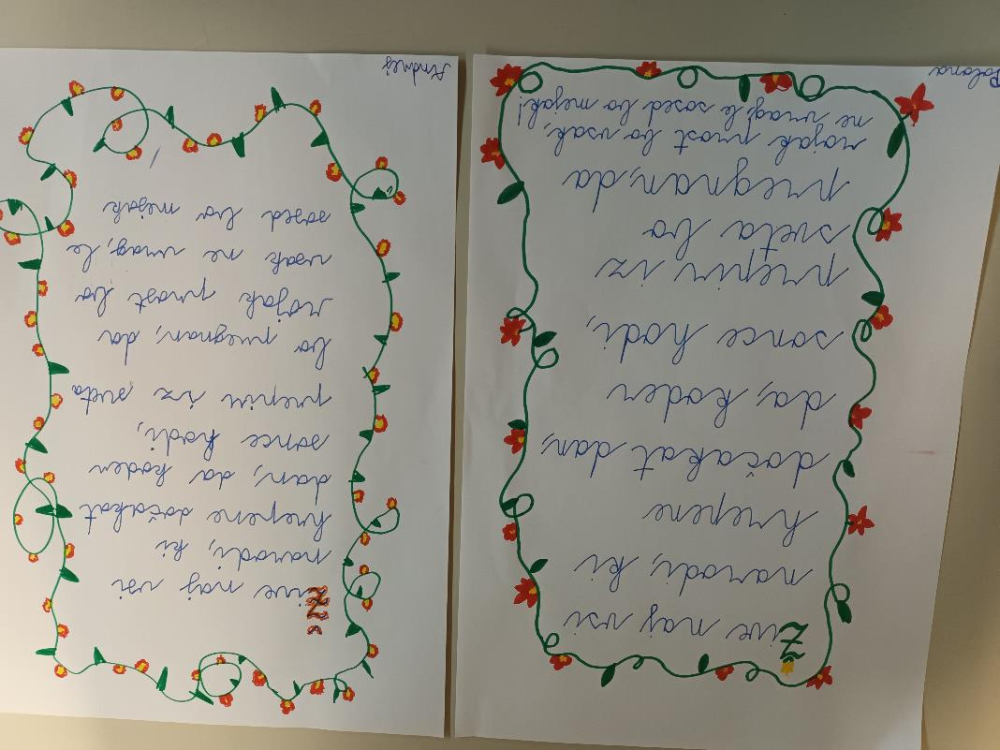 Žive naj vsi
narodi, ki
hrepene
dočakat dan,
da, koder
sonce hodi,
prepir iz
sveta bo
pregnan, da
rojak prost bo vsak,
ne vrag, le sosed bo mejak!
Polona
Žive naj vsi
narodi, ki
hrepene dočakat
dan, da koder
sonce hodi,
prepir iz sveta
bo pregnan, da
rojak prost bo
vsak ne vrag, le
sosed bo mejak
Andrej